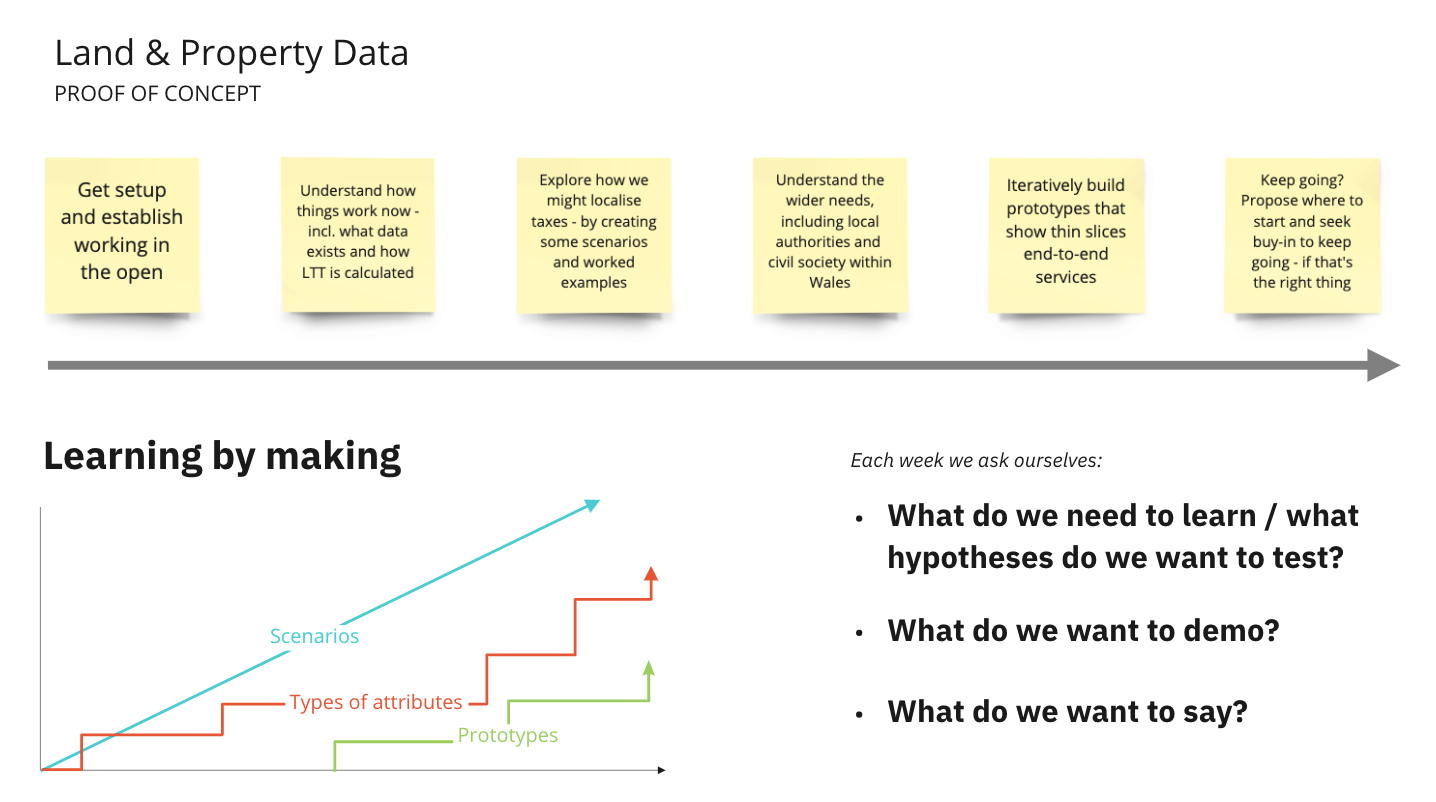 Land & Property Data
PROOF OF CONCEPT
Get setup
and establish
working in
the open
Understand how
things work now -
incl. what data
exists and how
LTT is calculated
Explore how we
might localise
taxes - by creating
some scenarios
and worked
examples
Understand the
wider needs,
including local
authorities and
civil society within
Wales
Iteratively build
prototypes that
show thin slices
end-to-end
services
Keep going?
Propose where to
start and seek
buy-in to keep
going - if that's
the right thing
Learning by making
Scenarios
Types of attributes
Prototypes
Each week we ask ourselves:
• What do we need to learn / what
hypotheses do we want to test?
• What do we want to demo?
• What do we want to say?